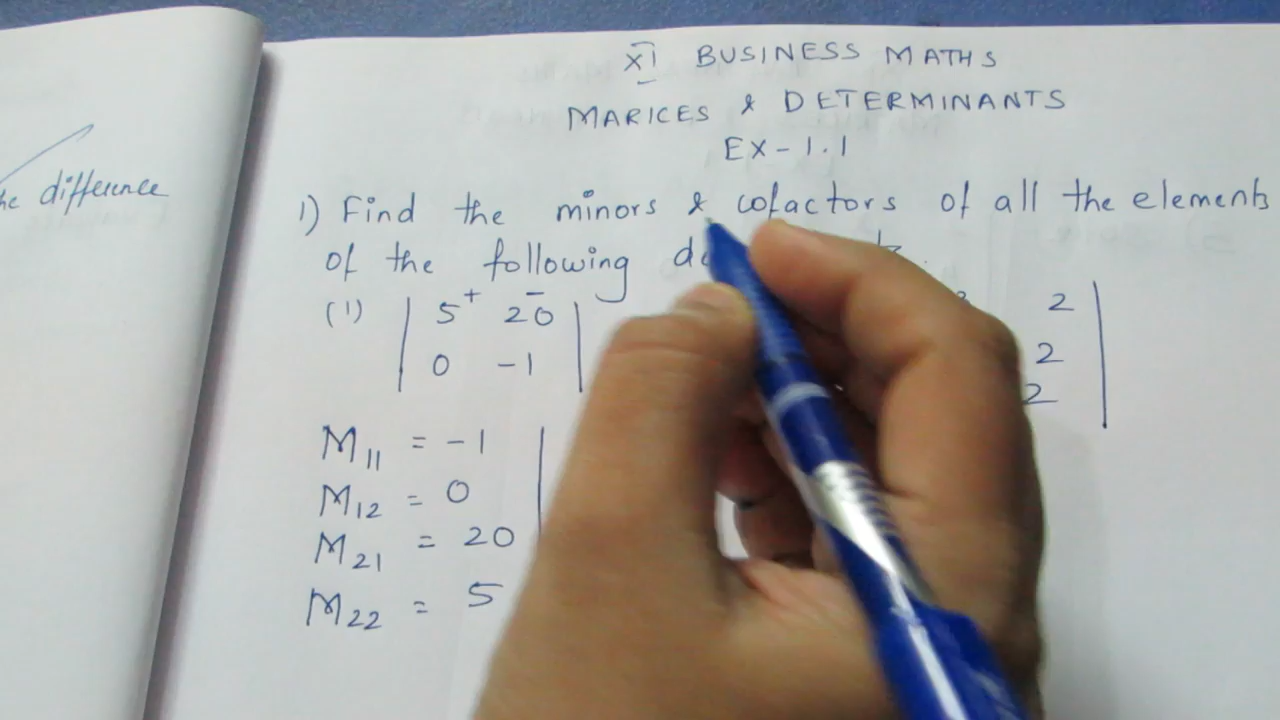 he difference
XI BUSINESS MATHS
MARICES & DETERMINANTS
EX-1.1
1) Find the minors & cofactors of all the elements
of the following
(1) | 5+ 20- | 2
| 0 -1 | 2
2
M11 = -1
M12 = 0
M21 = 20
M22 = 5